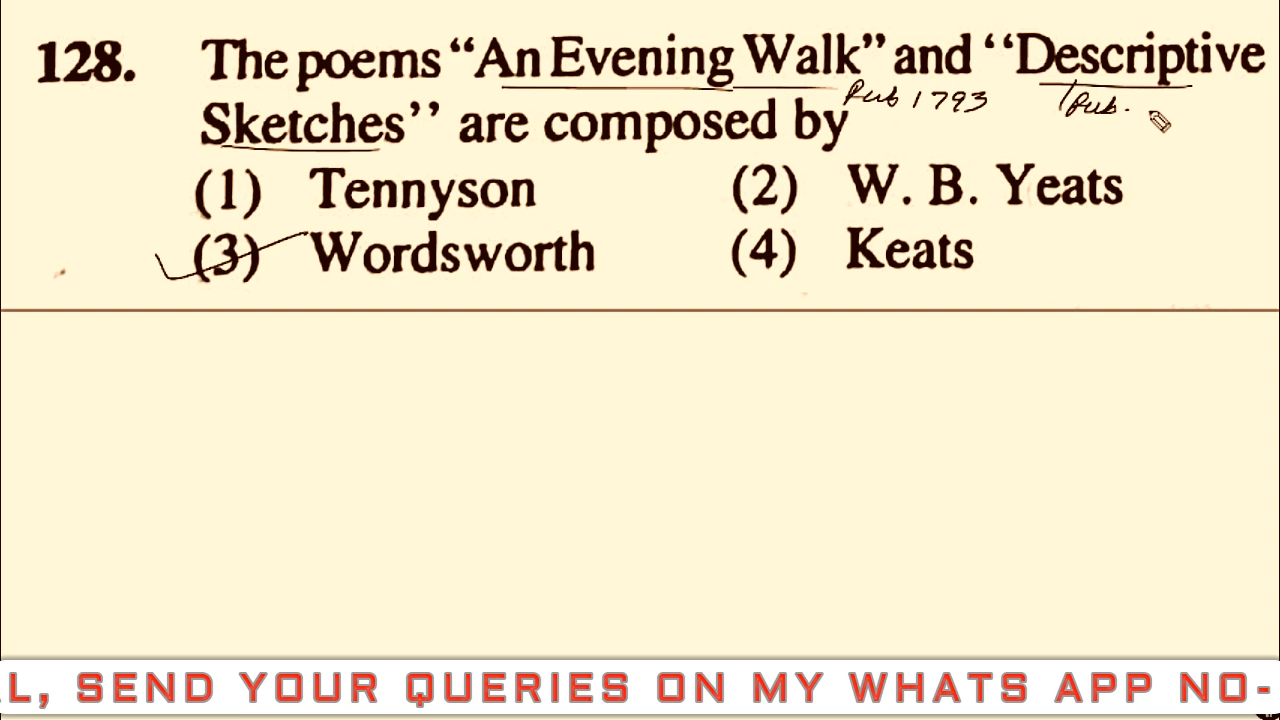 128. The poems “An Evening Walk” and ‘‘Descriptive
Pub 1793 Pub.
Sketches’’ are composed by
(1) Tennyson (2) W. B. Yeats
(3) Wordsworth (4) Keats
L, SEND YOUR QUERIES ON MY WHATS APP NO-